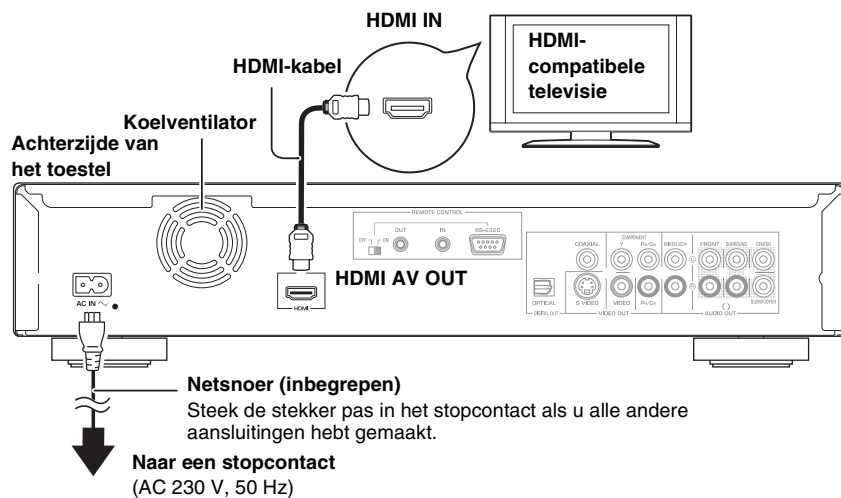 HDMI IN
HDMI-
compatibele
televisie
HDMI-kabel
Koelventilator
Achterzijde van
het toestel
REMOTE CONTROL
OUT
IN
RS-232C
OFF
ON
COMPONENT
COAXIAL
Y
PB/CB
MIXED 2CH
FRONT
SURROUND
CENTER
L
R
HDMI AV OUT
AC IN
HDMI
OPTICAL
S VIDEO
VIDEO
PR/CR
SUBWOOFER
DIGITAL OUT
VIDEO OUT
AUDIO OUT
Netsnoer (inbegrepen)
Steek de stekker pas in het stopcontact als u alle andere
aansluitingen hebt gemaakt.
Naar een stopcontact
(AC 230 V, 50 Hz)